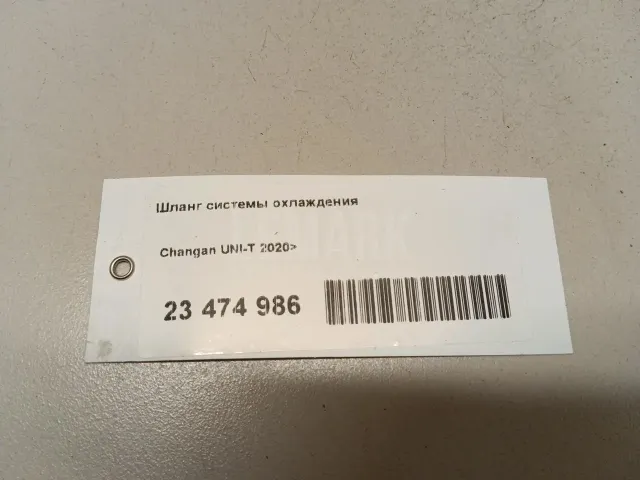 Шланг системы охлаждения
Changan UNI-T 2020>
23 474 986